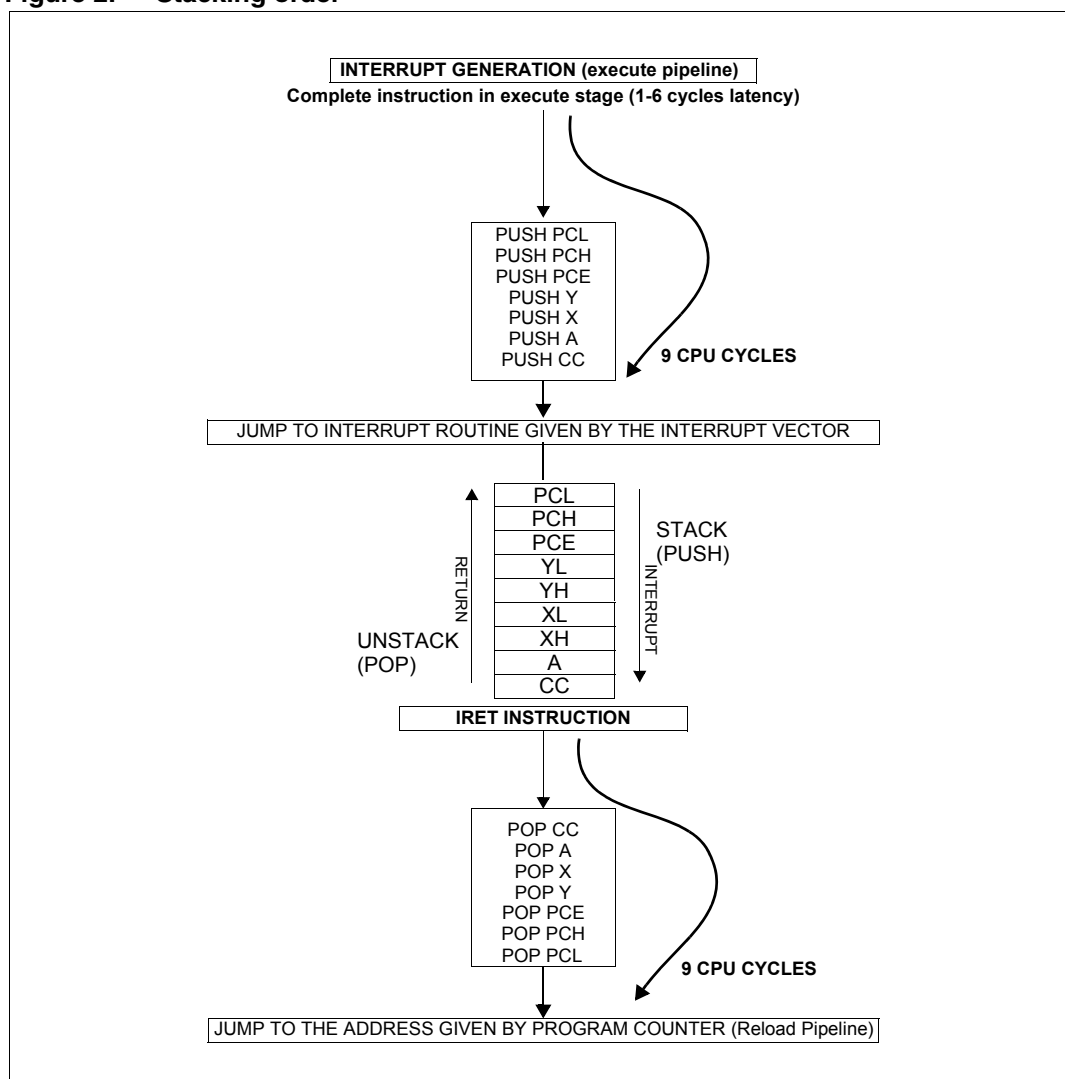 Figure 2. Stacking order
INTERRUPT GENERATION (execute pipeline)
Complete instruction in execute stage (1-6 cycles latency)
PUSH PCL
PUSH PCH
PUSH PCE
PUSH Y
PUSH X
PUSH A
PUSH CC
9 CPU CYCLES
JUMP TO INTERRUPT ROUTINE GIVEN BY THE INTERRUPT VECTOR
PCL
PCH
PCE
YL
YH
XL
XH
A
CC
RETURN
UNSTACK
(POP)
STACK
(PUSH)
INTERRUPT
IRET INSTRUCTION
POP CC
POP A
POP X
POP Y
POP PCE
POP PCH
POP PCL
9 CPU CYCLES
JUMP TO THE ADDRESS GIVEN BY PROGRAM COUNTER (Reload Pipeline)